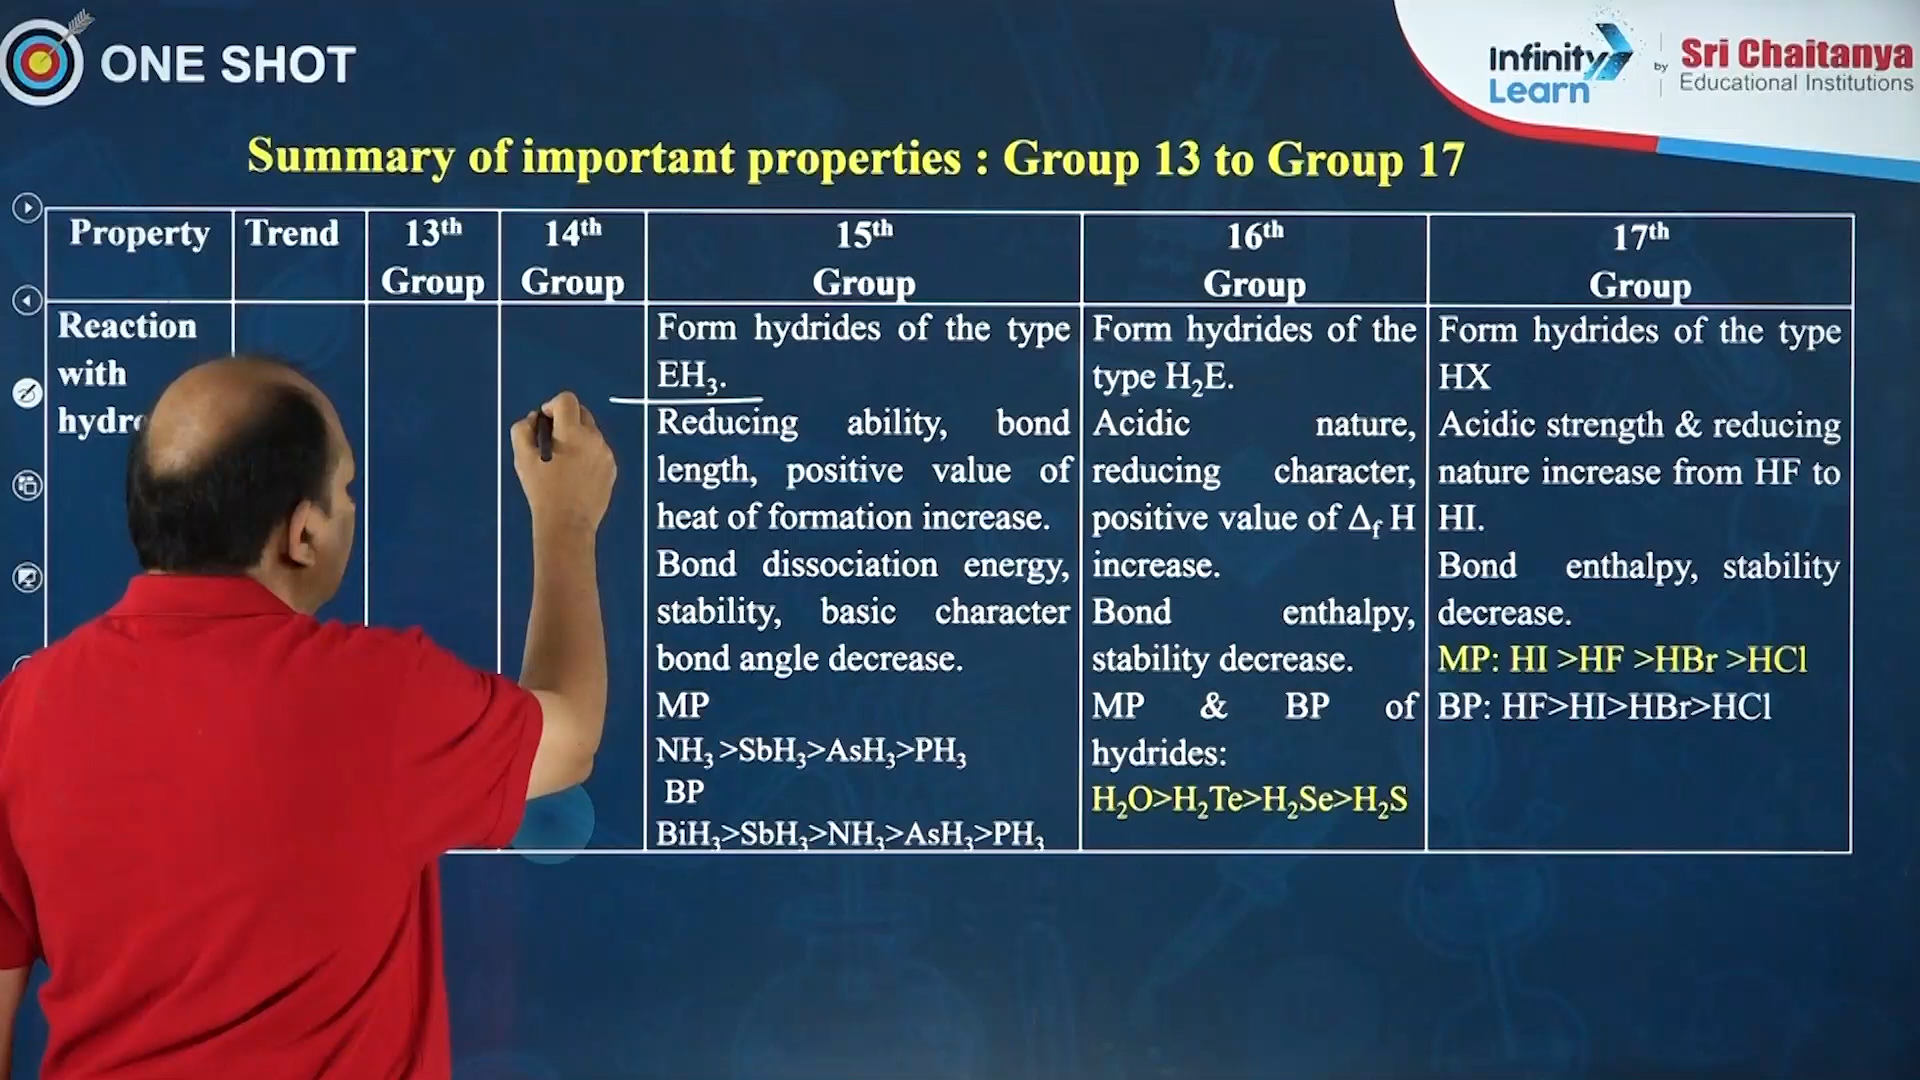 ONE SHOT
Infinity
Learn
by
Sri Chaitanya
Educational Institutions
Summary of important properties : Group 13 to Group 17
Property
Trend
13th
Group
14th
Group
15th
Group
16th
Group
17th
Group
Reaction
with
Form hydrides of the type
EH₃.
Reducing ability, bond
length, positive value of
heat of formation increase.
Bond dissociation energy,
stability, basic character
bond angle decrease.
MP
NH₃ >SbH₃>AsH₃>PH₃
BP
BiH₃>SbH₃>NH₃>AsH₃>PH₃
Form hydrides of the
type H₂E.
Acidic nature,
reducing character,
positive value of Δf H
increase.
Bond enthalpy,
stability decrease.
MP & BP of
hydrides:
H₂O>H₂Te>H₂Se>H₂S
Form hydrides of the type
HX
Acidic strength & reducing
nature increase from HF to
HI.
Bond enthalpy, stability
decrease.
MP: HI >HF >HBr >HCl
BP: HF>HI>HBr>HCl